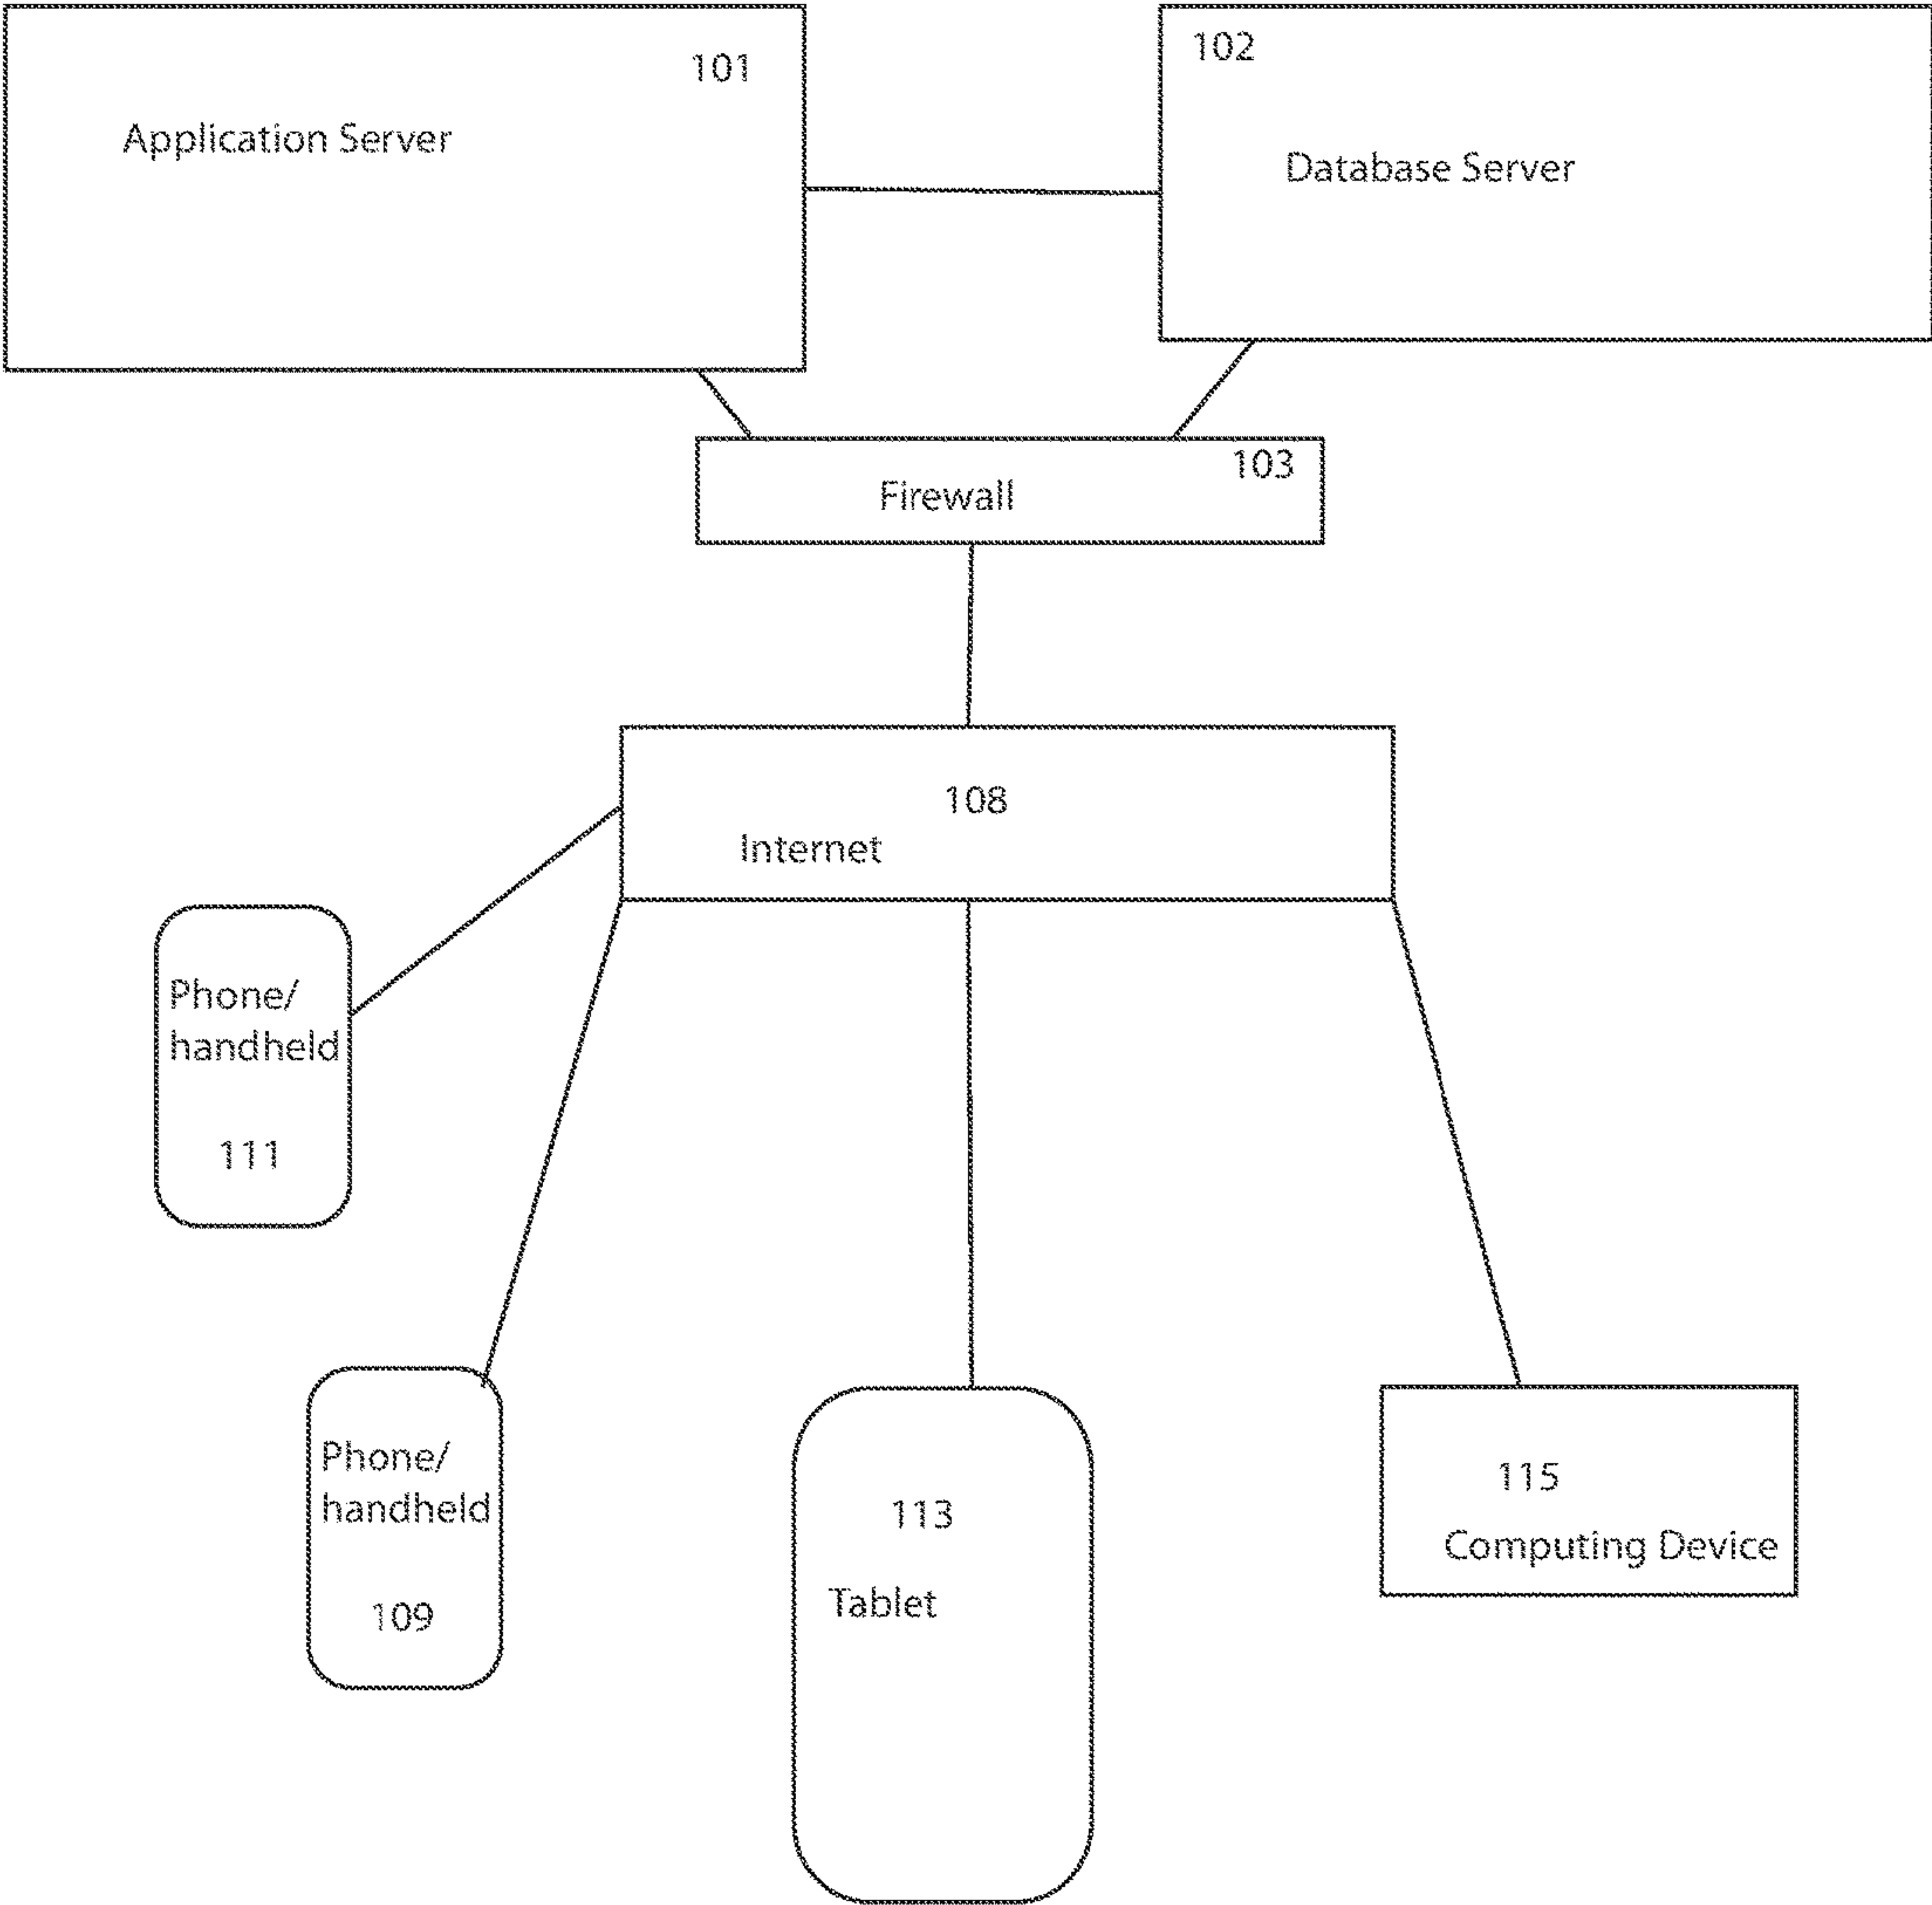 101
Application Server
102
Database Server
103
Firewall
108
Internet
Phone/
handheld
111
Phone/
handheld
109
113
Tablet
115
Computing Device